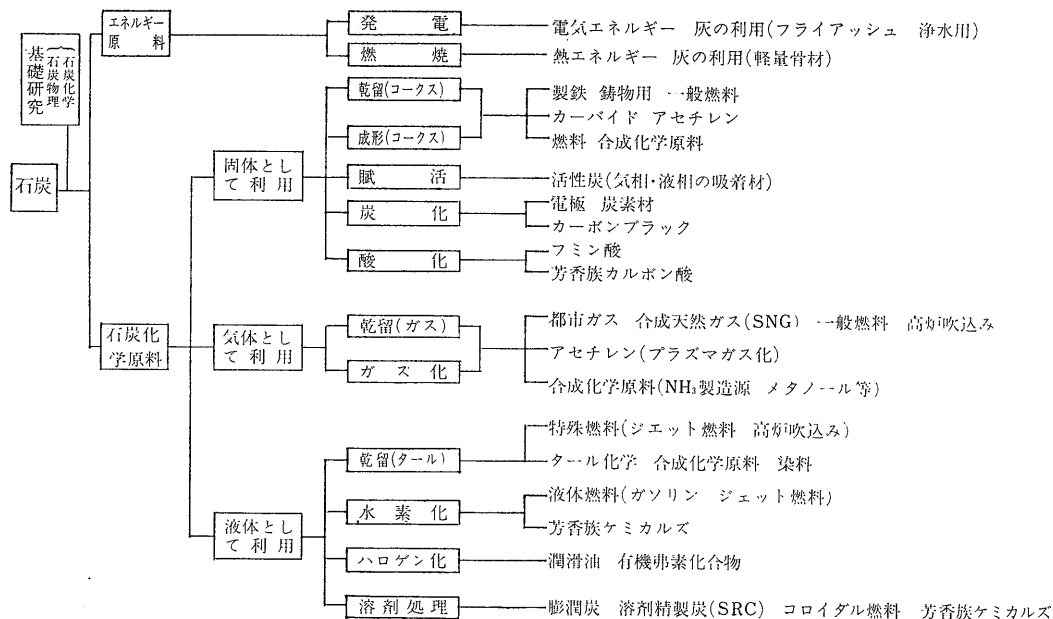 エネルギー
原料
発電
電気エネルギー 灰の利用(フライアッシュ 浄水用)
燃焼
熱エネルギー 灰の利用(軽量骨材)
基礎研究
石炭化学
石炭物理
石炭
固体とし
て利用
乾留(コークス)
成形(コークス)
製鉄 鋳物用 一般燃料
カーバイド アセチレン
燃料 合成化学原料
賦活
活性炭(気相・液相の吸着材)
炭化
電極 炭素材
カーボンブラック
酸化
フミン酸
芳香族カルボン酸
石炭化
学原料
気体とし
て利用
乾留(ガス)
ガス化
都市ガス 合成天然ガス(SNG) 一般燃料 高炉吹込み
アセチレン(プラズマガス化)
合成化学原料(NH₃製造源 メタノール等)
液体とし
て利用
乾留(タール)
特殊燃料(ジエット燃料 高炉吹込み)
タール化学 合成化学原料 染料
水素化
液体燃料(ガソリン ジェット燃料)
芳香族ケミカルズ
ハロゲン化
潤滑油 有機弗素化合物
溶剤処理
膨潤炭 溶剤精製炭(SRC) コロイダル燃料 芳香族ケミカルズ